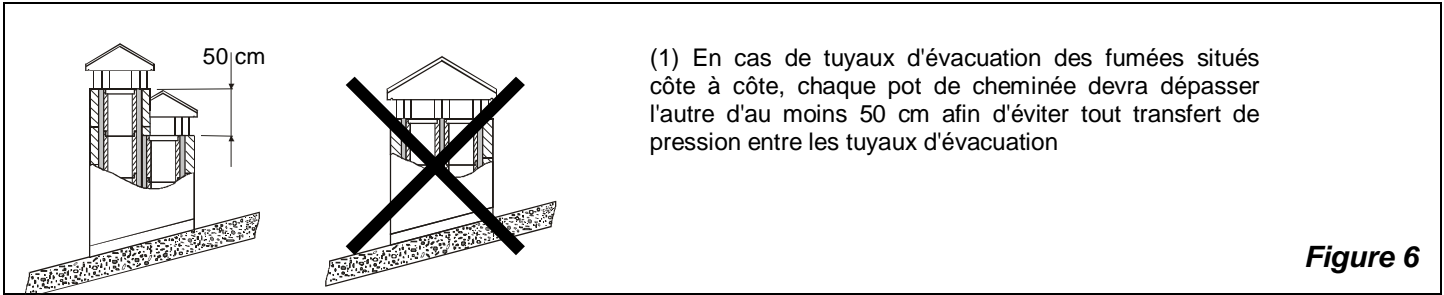 50 cm
(1) En cas de tuyaux d'évacuation des fumées situés
côte à côte, chaque pot de cheminée devra dépasser
l'autre d'au moins 50 cm afin d'éviter tout transfert de
pression entre les tuyaux d'évacuation
Figure 6